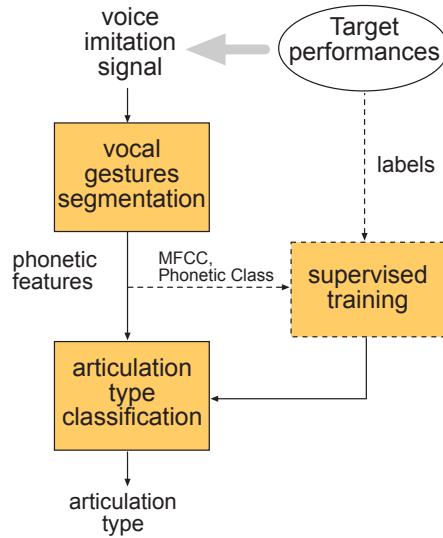 voice
imitation
signal
Target
performances
vocal
gestures
segmentation
labels
phonetic
features
MFCC,
Phonetic Class
supervised
training
articulation
type
classification
articulation
type